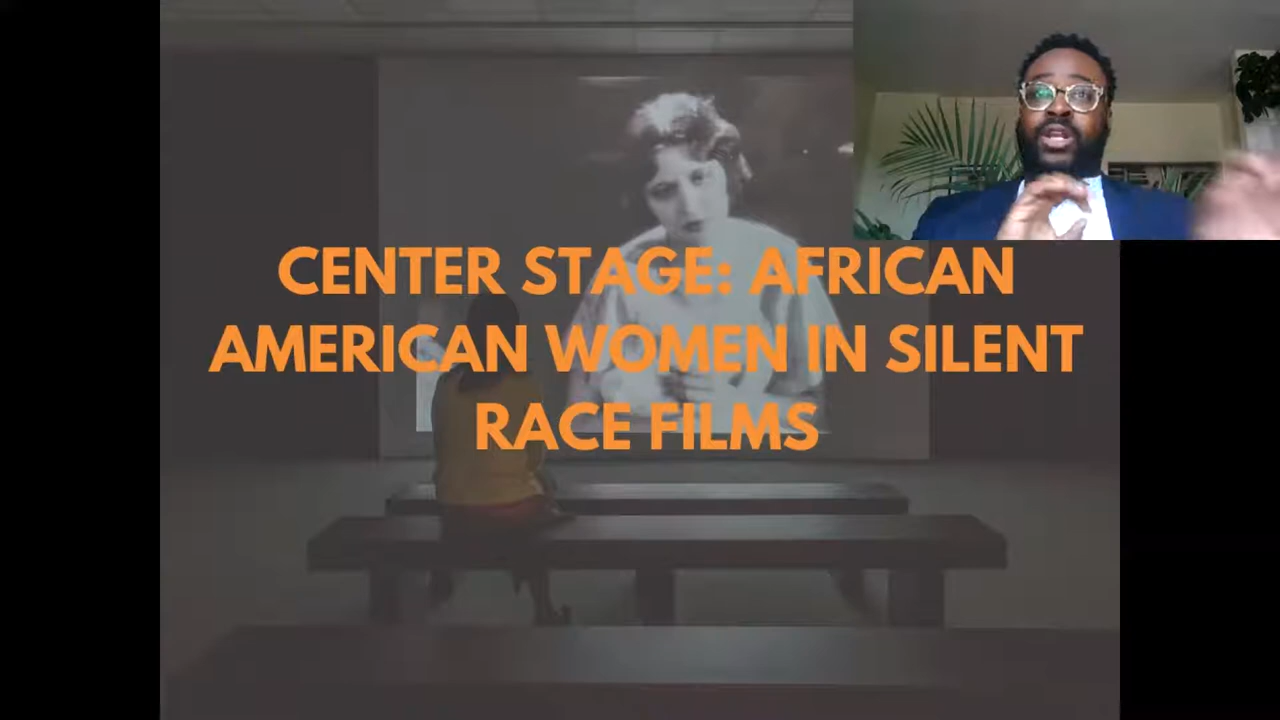 CENTER STAGE: AFRICAN
AMERICAN WOMEN IN SILENT
RACE FILMS